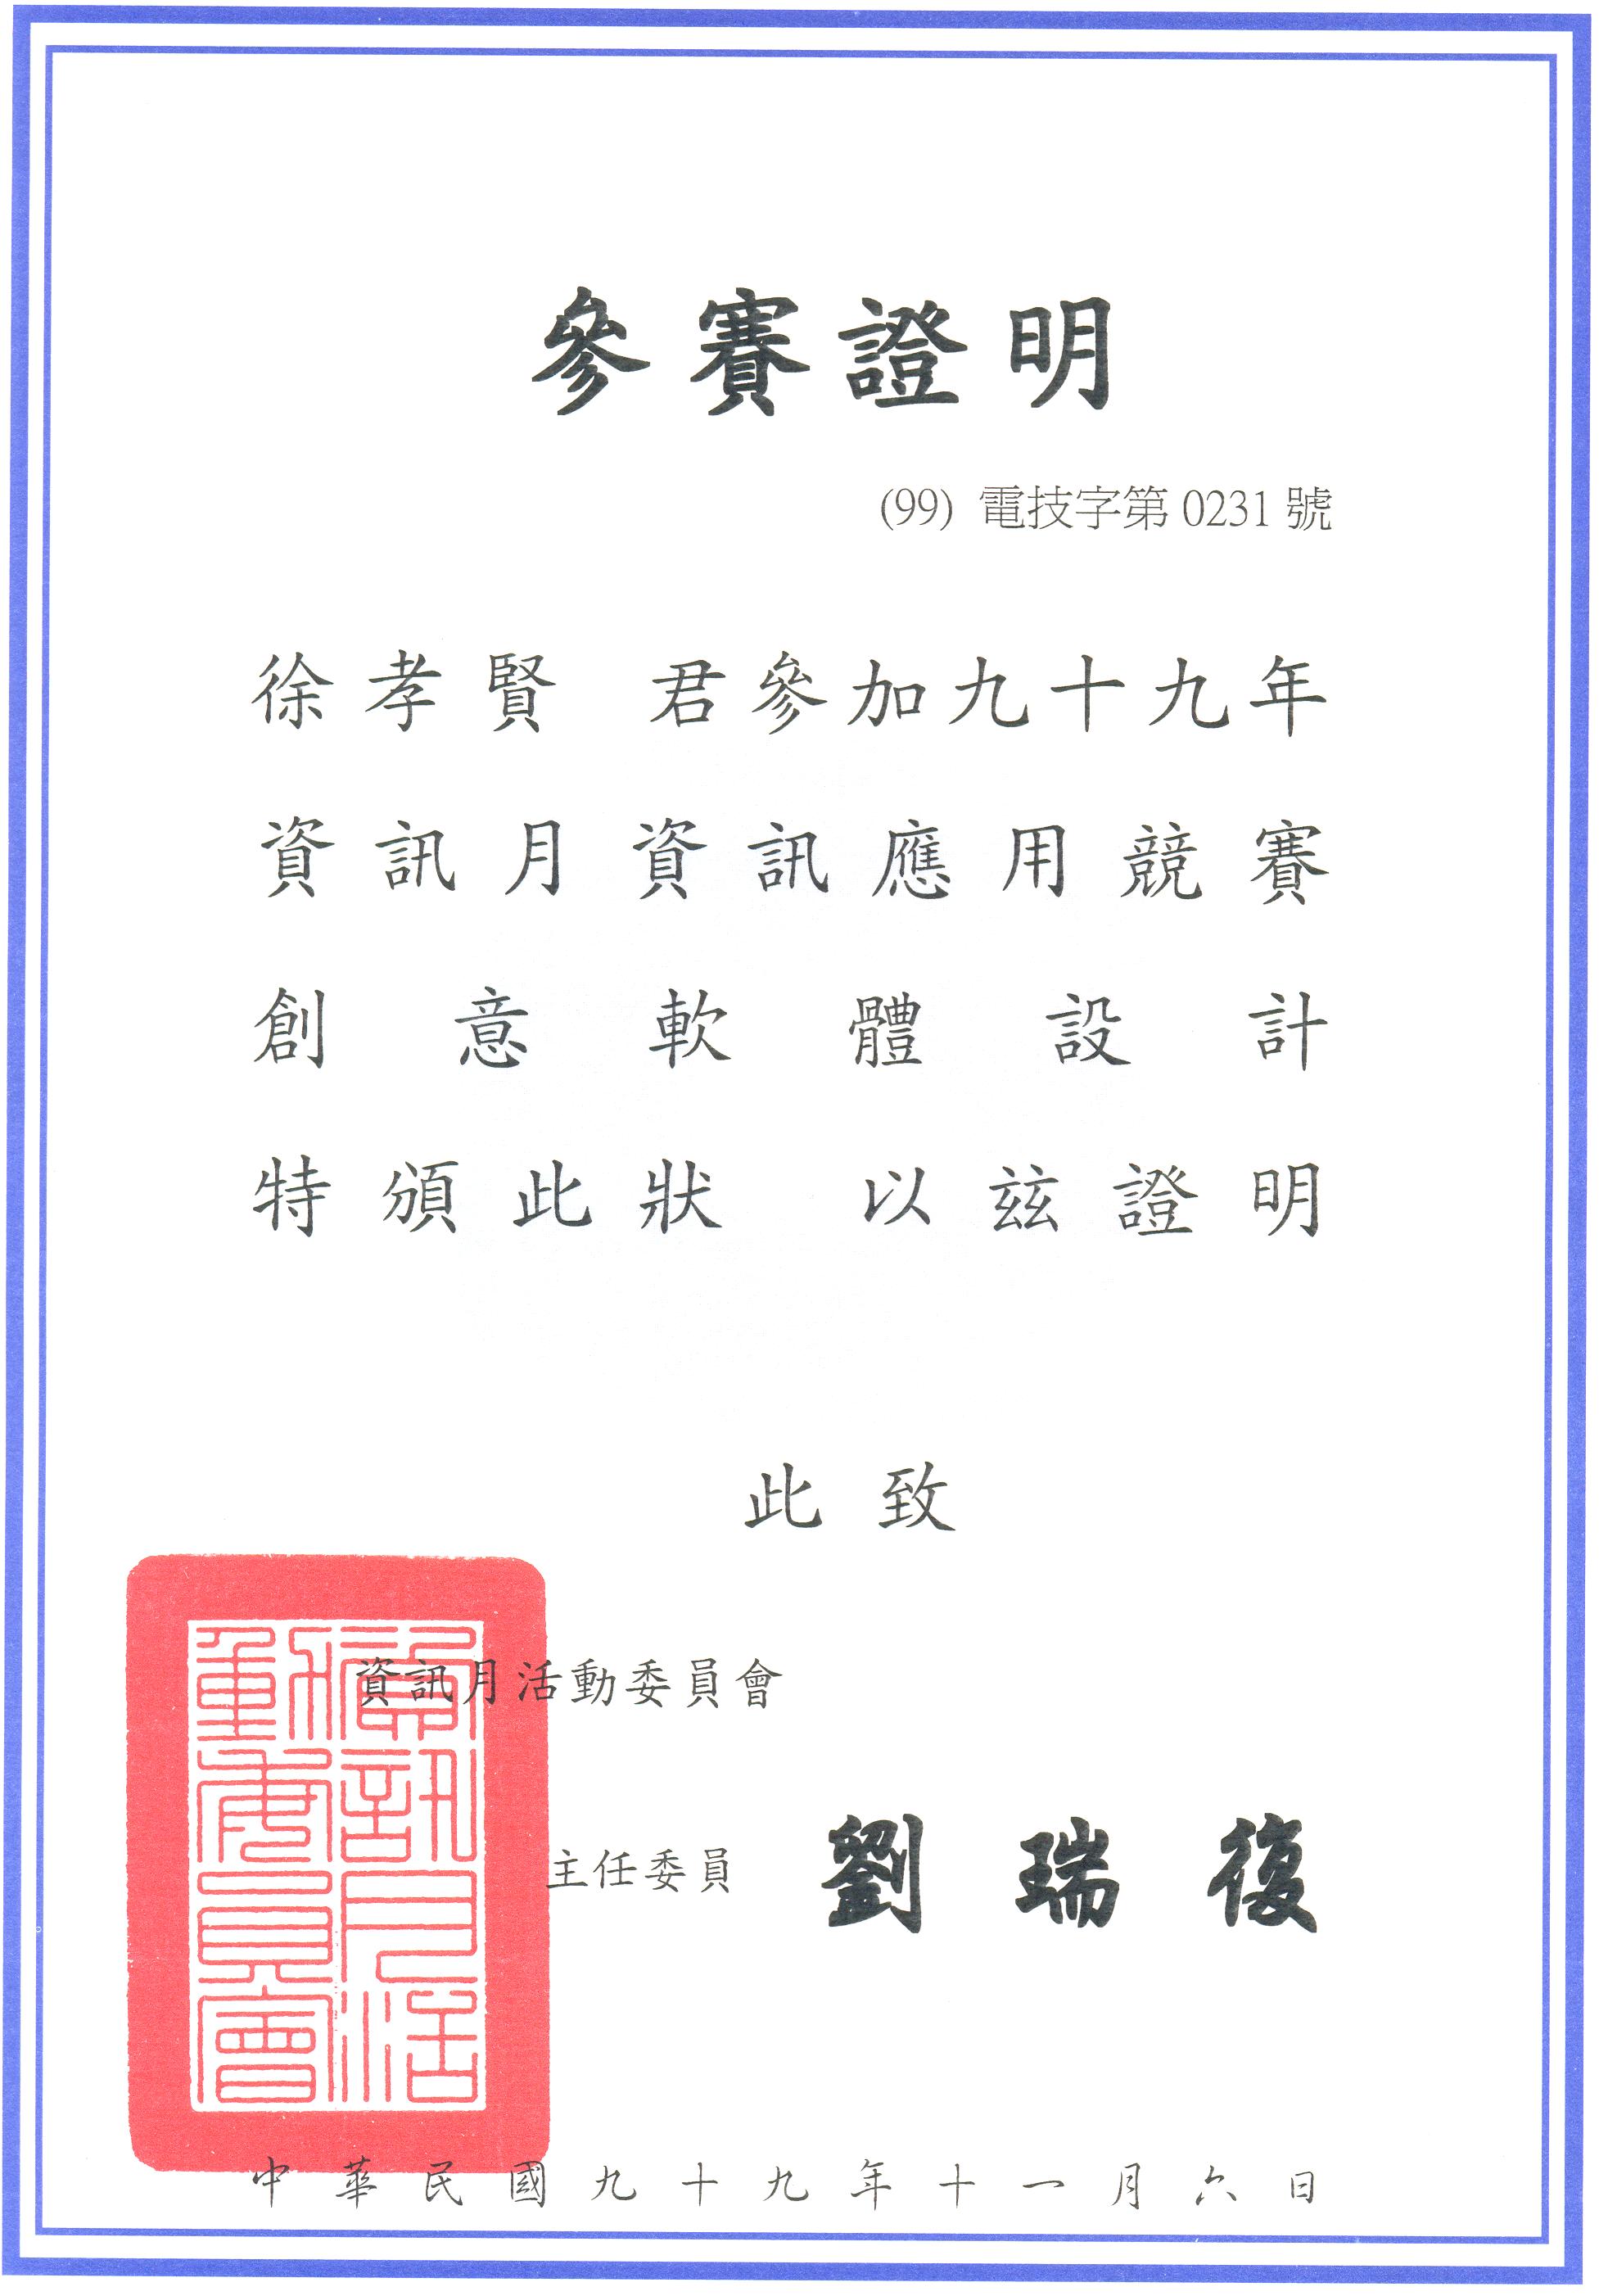 參賽證明
(99) 電技字第 0231 號
徐孝賢 君參加九十九年
資訊月資訊應用競賽
創意軟體設計
特頒此狀 以茲證明
此致
資訊月活動委員會
主任委員 劉瑞復
資訊月活動委員會
中華民國九十九年十一月六日